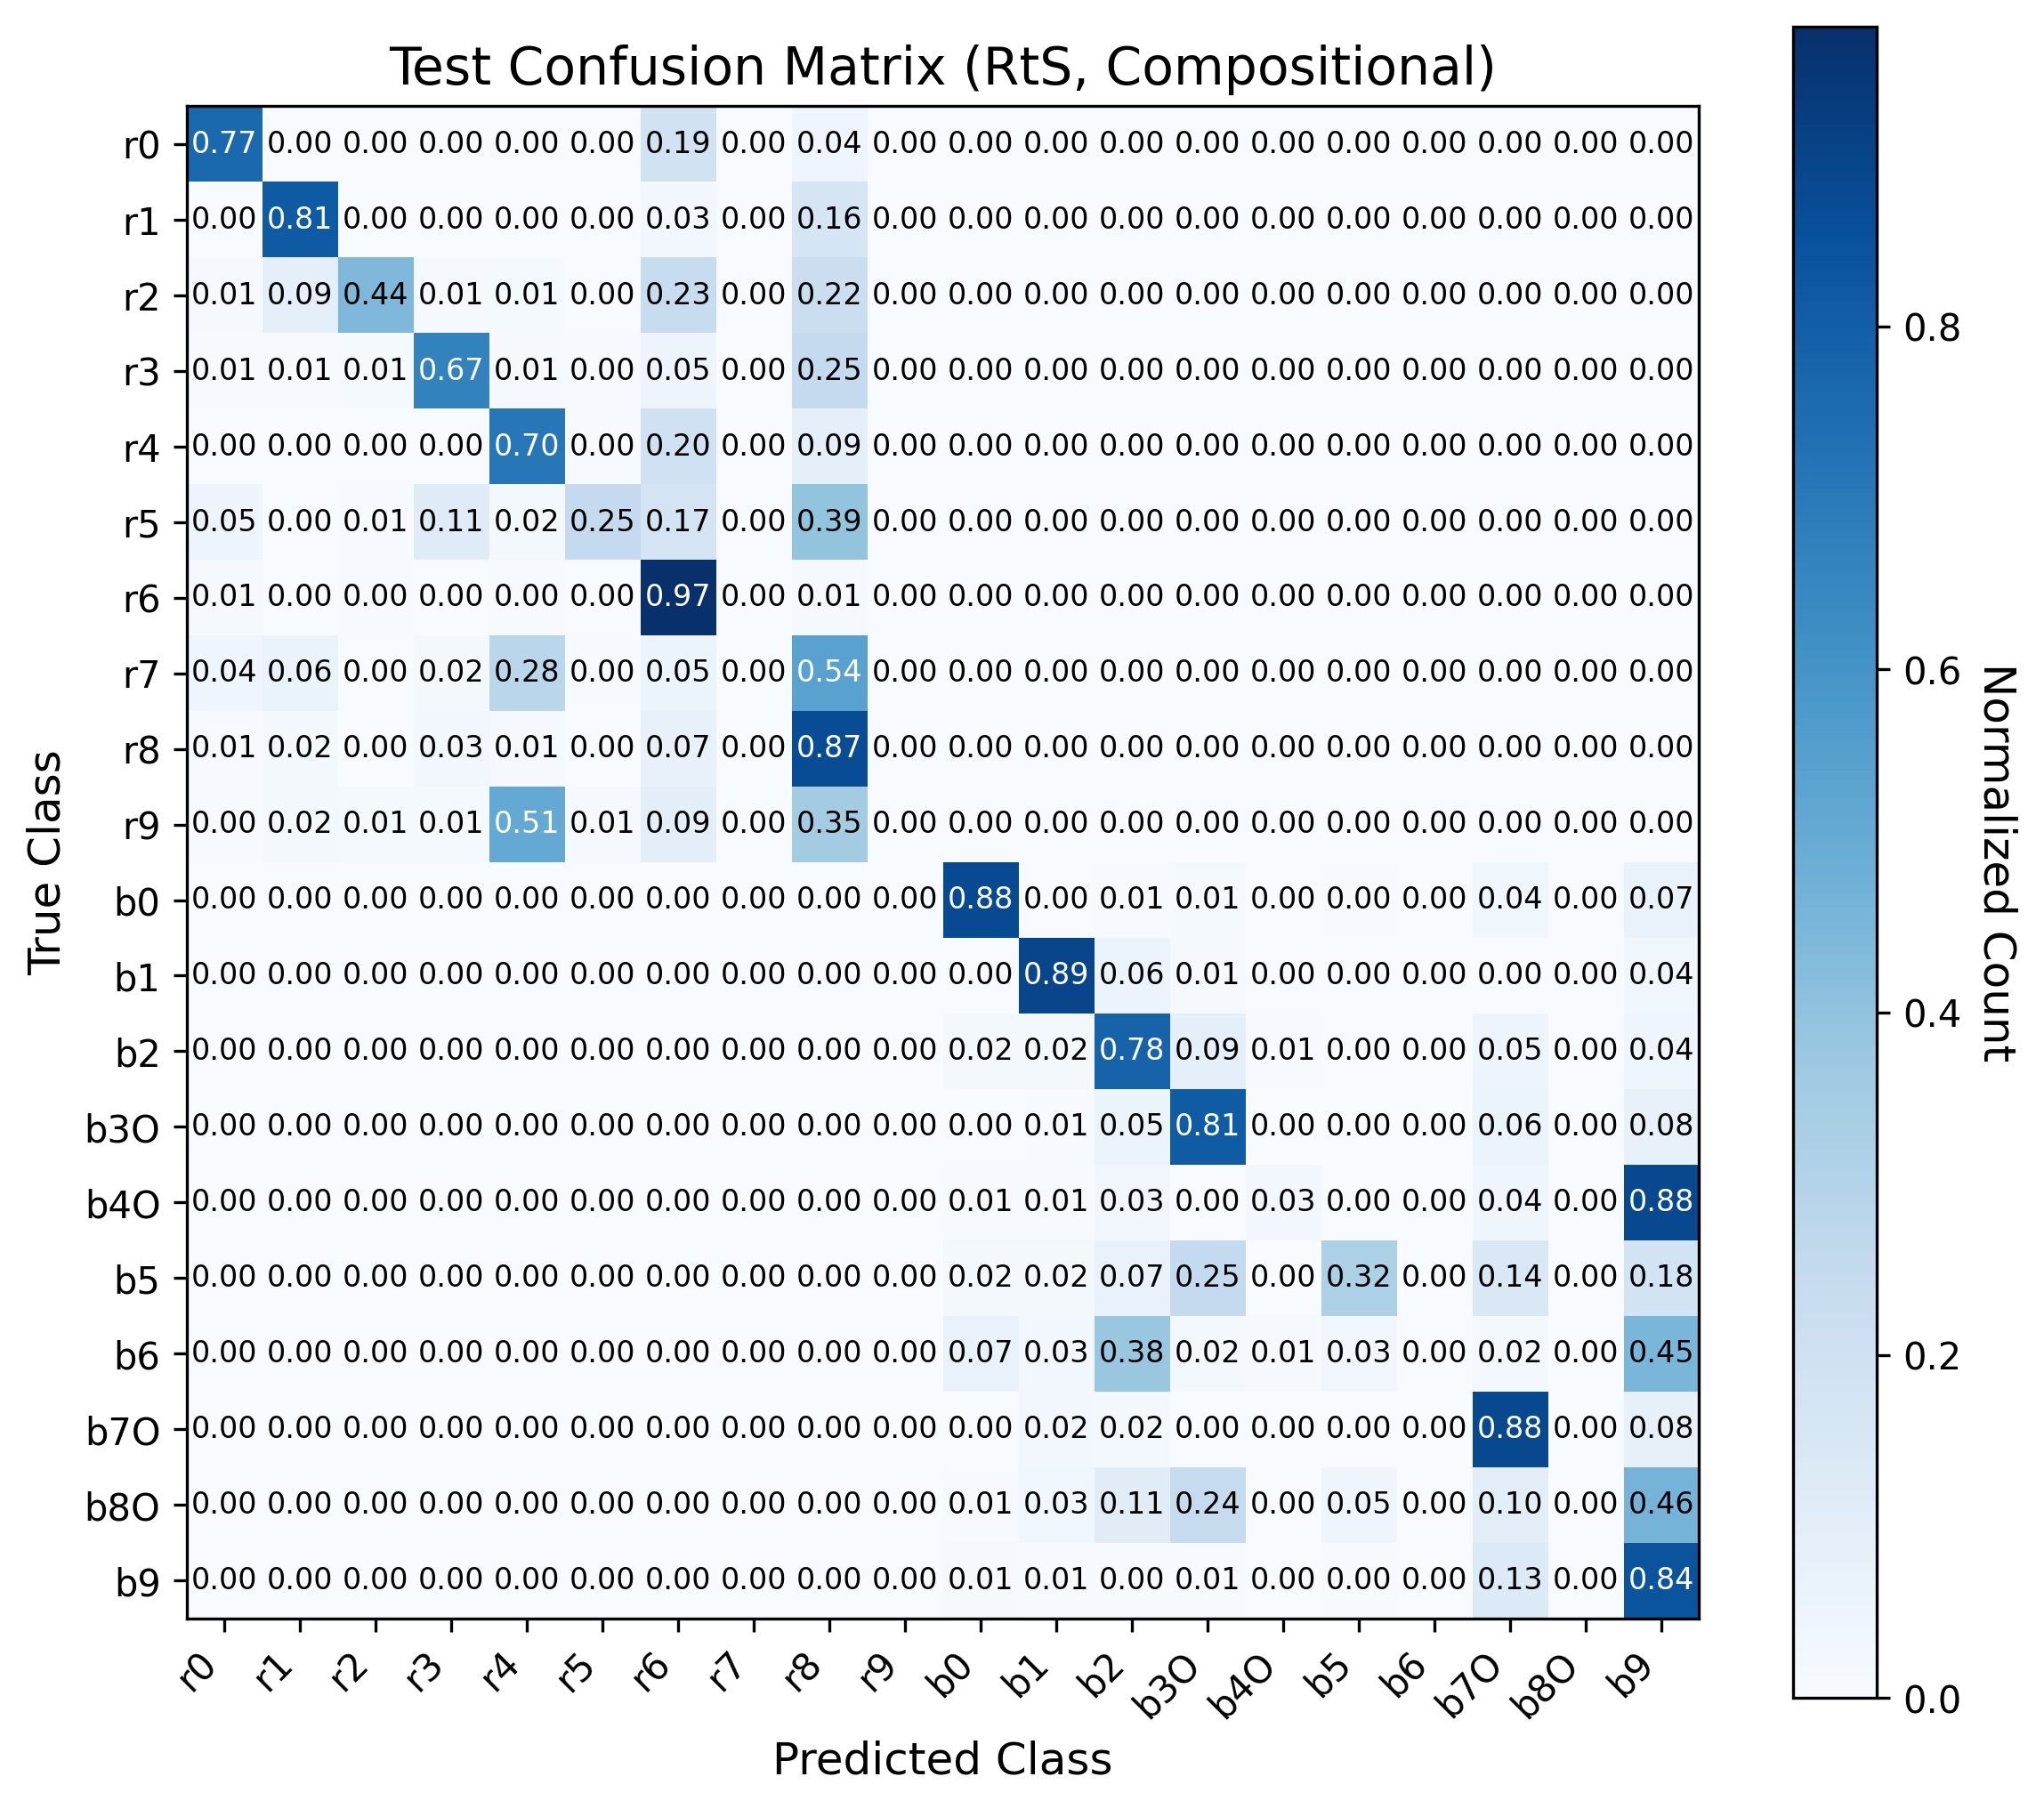 Test Confusion Matrix (RtS, Compositional)
r0 0.77 0.00 0.00 0.00 0.00 0.00 0.19 0.00 0.04 0.00 0.00 0.00 0.00 0.00 0.00 0.00 0.00 0.00 0.00 0.00
r1 0.00 0.81 0.00 0.00 0.00 0.00 0.03 0.00 0.16 0.00 0.00 0.00 0.00 0.00 0.00 0.00 0.00 0.00 0.00 0.00
r2 0.01 0.09 0.44 0.01 0.01 0.00 0.23 0.00 0.22 0.00 0.00 0.00 0.00 0.00 0.00 0.00 0.00 0.00 0.00 0.00
r3 0.01 0.01 0.01 0.67 0.01 0.00 0.05 0.00 0.25 0.00 0.00 0.00 0.00 0.00 0.00 0.00 0.00 0.00 0.00 0.00
r4 0.00 0.00 0.00 0.00 0.70 0.00 0.20 0.00 0.09 0.00 0.00 0.00 0.00 0.00 0.00 0.00 0.00 0.00 0.00 0.00
r5 0.05 0.00 0.01 0.11 0.02 0.25 0.17 0.00 0.39 0.00 0.00 0.00 0.00 0.00 0.00 0.00 0.00 0.00 0.00 0.00
r6 0.01 0.00 0.00 0.00 0.00 0.00 0.97 0.00 0.01 0.00 0.00 0.00 0.00 0.00 0.00 0.00 0.00 0.00 0.00 0.00
r7 0.04 0.06 0.00 0.02 0.28 0.00 0.05 0.00 0.54 0.00 0.00 0.00 0.00 0.00 0.00 0.00 0.00 0.00 0.00 0.00
r8 0.01 0.02 0.00 0.03 0.01 0.00 0.07 0.00 0.87 0.00 0.00 0.00 0.00 0.00 0.00 0.00 0.00 0.00 0.00 0.00
r9 0.00 0.02 0.01 0.01 0.51 0.01 0.09 0.00 0.35 0.00 0.00 0.00 0.00 0.00 0.00 0.00 0.00 0.00 0.00 0.00
b0 0.00 0.00 0.00 0.00 0.00 0.00 0.00 0.00 0.00 0.00 0.88 0.00 0.01 0.01 0.00 0.00 0.00 0.04 0.00 0.07
b1 0.00 0.00 0.00 0.00 0.00 0.00 0.00 0.00 0.00 0.00 0.00 0.89 0.06 0.01 0.00 0.00 0.00 0.00 0.00 0.04
b2 0.00 0.00 0.00 0.00 0.00 0.00 0.00 0.00 0.00 0.00 0.02 0.02 0.78 0.09 0.01 0.00 0.00 0.05 0.00 0.04
b3O 0.00 0.00 0.00 0.00 0.00 0.00 0.00 0.00 0.00 0.00 0.00 0.01 0.05 0.81 0.00 0.00 0.00 0.06 0.00 0.08
b4O 0.00 0.00 0.00 0.00 0.00 0.00 0.00 0.00 0.00 0.00 0.01 0.01 0.03 0.00 0.03 0.00 0.00 0.04 0.00 0.88
b5 0.00 0.00 0.00 0.00 0.00 0.00 0.00 0.00 0.00 0.00 0.02 0.02 0.07 0.25 0.00 0.32 0.00 0.14 0.00 0.18
b6 0.00 0.00 0.00 0.00 0.00 0.00 0.00 0.00 0.00 0.00 0.07 0.03 0.38 0.02 0.01 0.03 0.00 0.02 0.00 0.45
b7O 0.00 0.00 0.00 0.00 0.00 0.00 0.00 0.00 0.00 0.00 0.00 0.02 0.02 0.00 0.00 0.00 0.00 0.88 0.00 0.08
b8O 0.00 0.00 0.00 0.00 0.00 0.00 0.00 0.00 0.00 0.00 0.01 0.03 0.11 0.24 0.00 0.05 0.00 0.10 0.00 0.46
b9 0.00 0.00 0.00 0.00 0.00 0.00 0.00 0.00 0.00 0.00 0.01 0.01 0.00 0.01 0.00 0.00 0.00 0.13 0.00 0.84
r0 r1 r2 r3 r4 r5 r6 r7 r8 r9 b0 b1 b2 b3O b4O b5 b6 b7O b8O b9
Predicted Class
True Class
0.8
0.6
0.4
0.2
0.0
Normalized Count